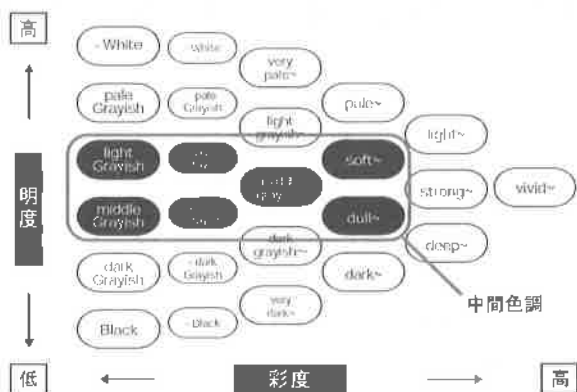 高
- White
- white
very
pale~
pale
Grayish
pale
Grayish
pale~
light
grayish~
light~
light
Grayish
soft~
strong~
vivid~
明度
middle
Grayish
dull~
deep~
dark
Grayish
- dark
Grayish
dark
grayish~
dark~
very
dark~
Black
- Black
中間色調
低
彩度
高